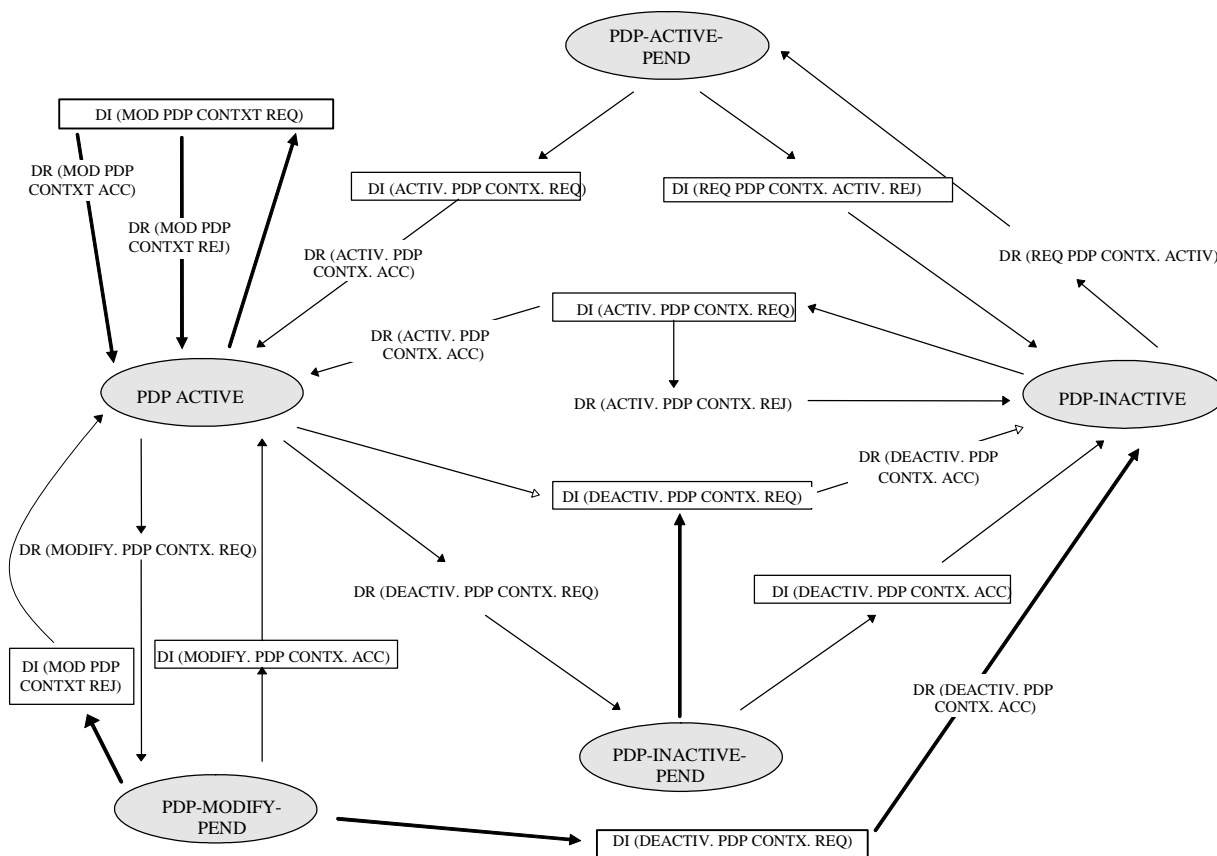 PDP-ACTIVE-
PEND
DI (MOD PDP CONTXT REQ)
DR (MOD PDP
CONTXT ACC)
DI (ACTIV. PDP CONTX. REQ)
DI (REQ PDP CONTX. ACTIV. REJ)
DR (MOD PDP
CONTXT REJ)
DR (ACTIV. PDP
CONTX. ACC)
DR (REQ PDP CONTX. ACTIV)
DI (ACTIV. PDP CONTX. REQ)
DR (ACTIV. PDP
CONTX. ACC)
PDP ACTIVE
DR (ACTIV. PDP CONTX. REJ)
PDP-INACTIVE
DR (DEACTIV. PDP
CONTX. ACC)
DI (DEACTIV. PDP CONTX. REQ)
DR (MODIFY. PDP CONTX. REQ)
DR (DEACTIV. PDP CONTX. REQ)
DI (DEACTIV. PDP CONTX. ACC)
DI (MOD PDP
CONTXT REJ)
DI (MODIFY. PDP CONTX. ACC)
DR (DEACTIV. PDP
CONTX. ACC)
PDP-INACTIVE-
PEND
PDP-MODIFY-
PEND
DI (DEACTIV. PDP CONTX. REQ)